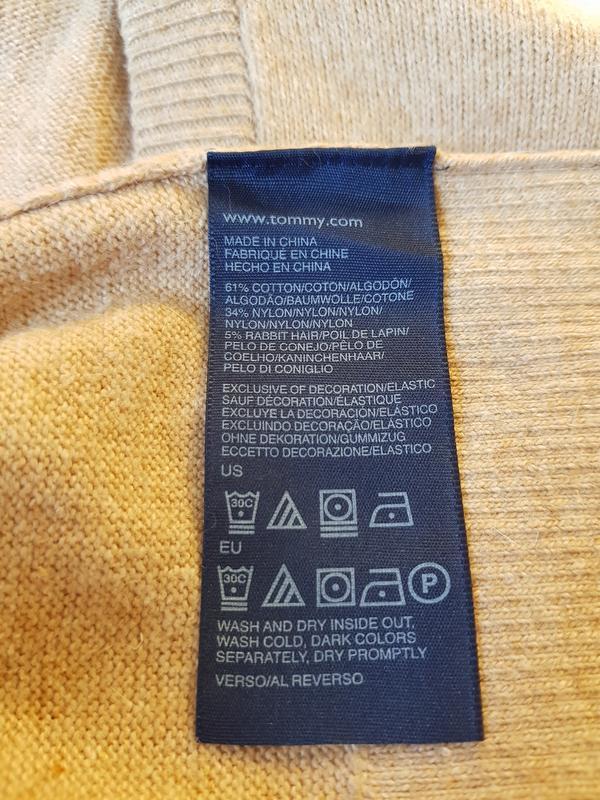 www.tommy.com
MADE IN CHINA
FABRIQUÉ EN CHINE
HECHO EN CHINA
61% COTTON/COTON/ALGODÓN/
ALGODÃO/BAUMWOLLE/COTONE
34% NYLON/NYLON/NYLON/
NYLON/NYLON/NYLON
5% RABBIT HAIR/POIL DE LAPIN/
PELO DE CONEJO/PÊLO DE
COELHO/KANINCHENHAAR/
PELO DI CONIGLIO
EXCLUSIVE OF DECORATION/ELASTIC
SAUF DÉCORATION/ÉLASTIQUE
EXCLUYE LA DECORACIÓN/ELÁSTICO
EXCLUINDO DECORAÇÃO/ELÁSTICO
OHNE DEKORATION/GUMMIZUG
ECCETTO DECORAZIONE/ELASTICO
US
30C
EU
30C P
WASH AND DRY INSIDE OUT,
WASH COLD, DARK COLORS
SEPARATELY, DRY PROMPTLY
VERSO/AL REVERSO